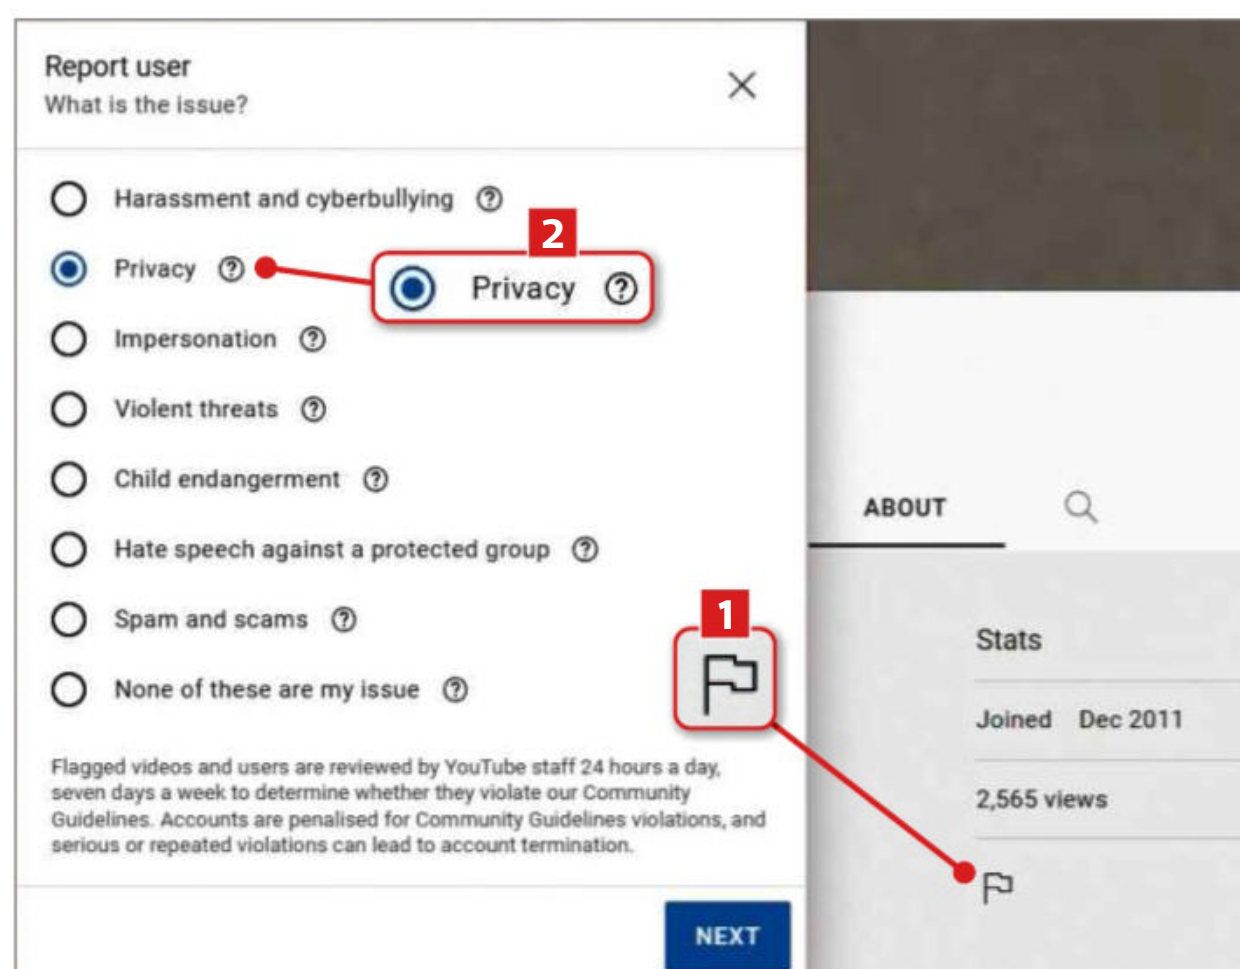 Report user
What is the issue?
Harassment and cyberbullying
2
Privacy
Privacy
Impersonation
Violent threats
Child endangerment
Hate speech against a protected group
Spam and scams
None of these are my issue
1
Flagged videos and users are reviewed by YouTube staff 24 hours a day,
seven days a week to determine whether they violate our Community
Guidelines. Accounts are penalised for Community Guidelines violations, and
serious or repeated violations can lead to account termination.
NEXT
ABOUT
Stats
Joined Dec 2011
2,565 views